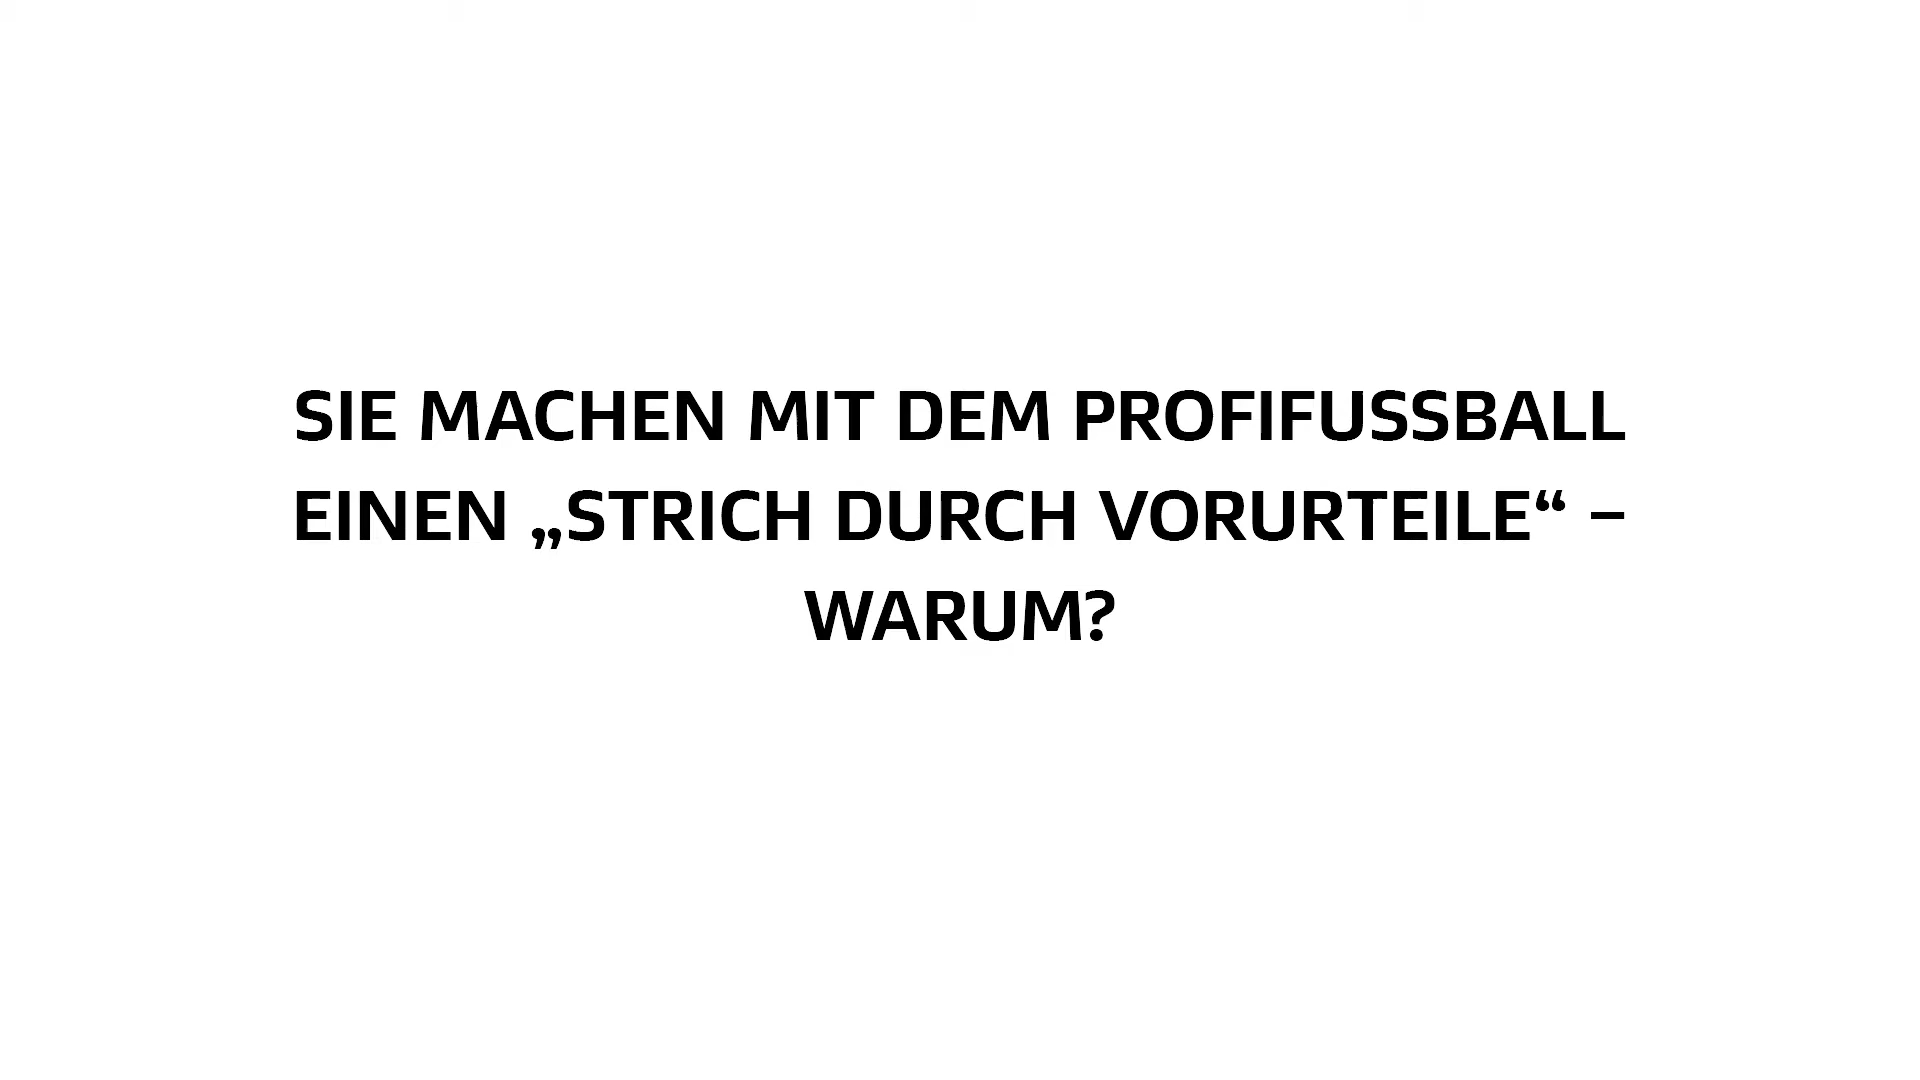 SIE MACHEN MIT DEM PROFIFUSSBALL
EINEN „STRICH DURCH VORURTEILE“ –
WARUM?